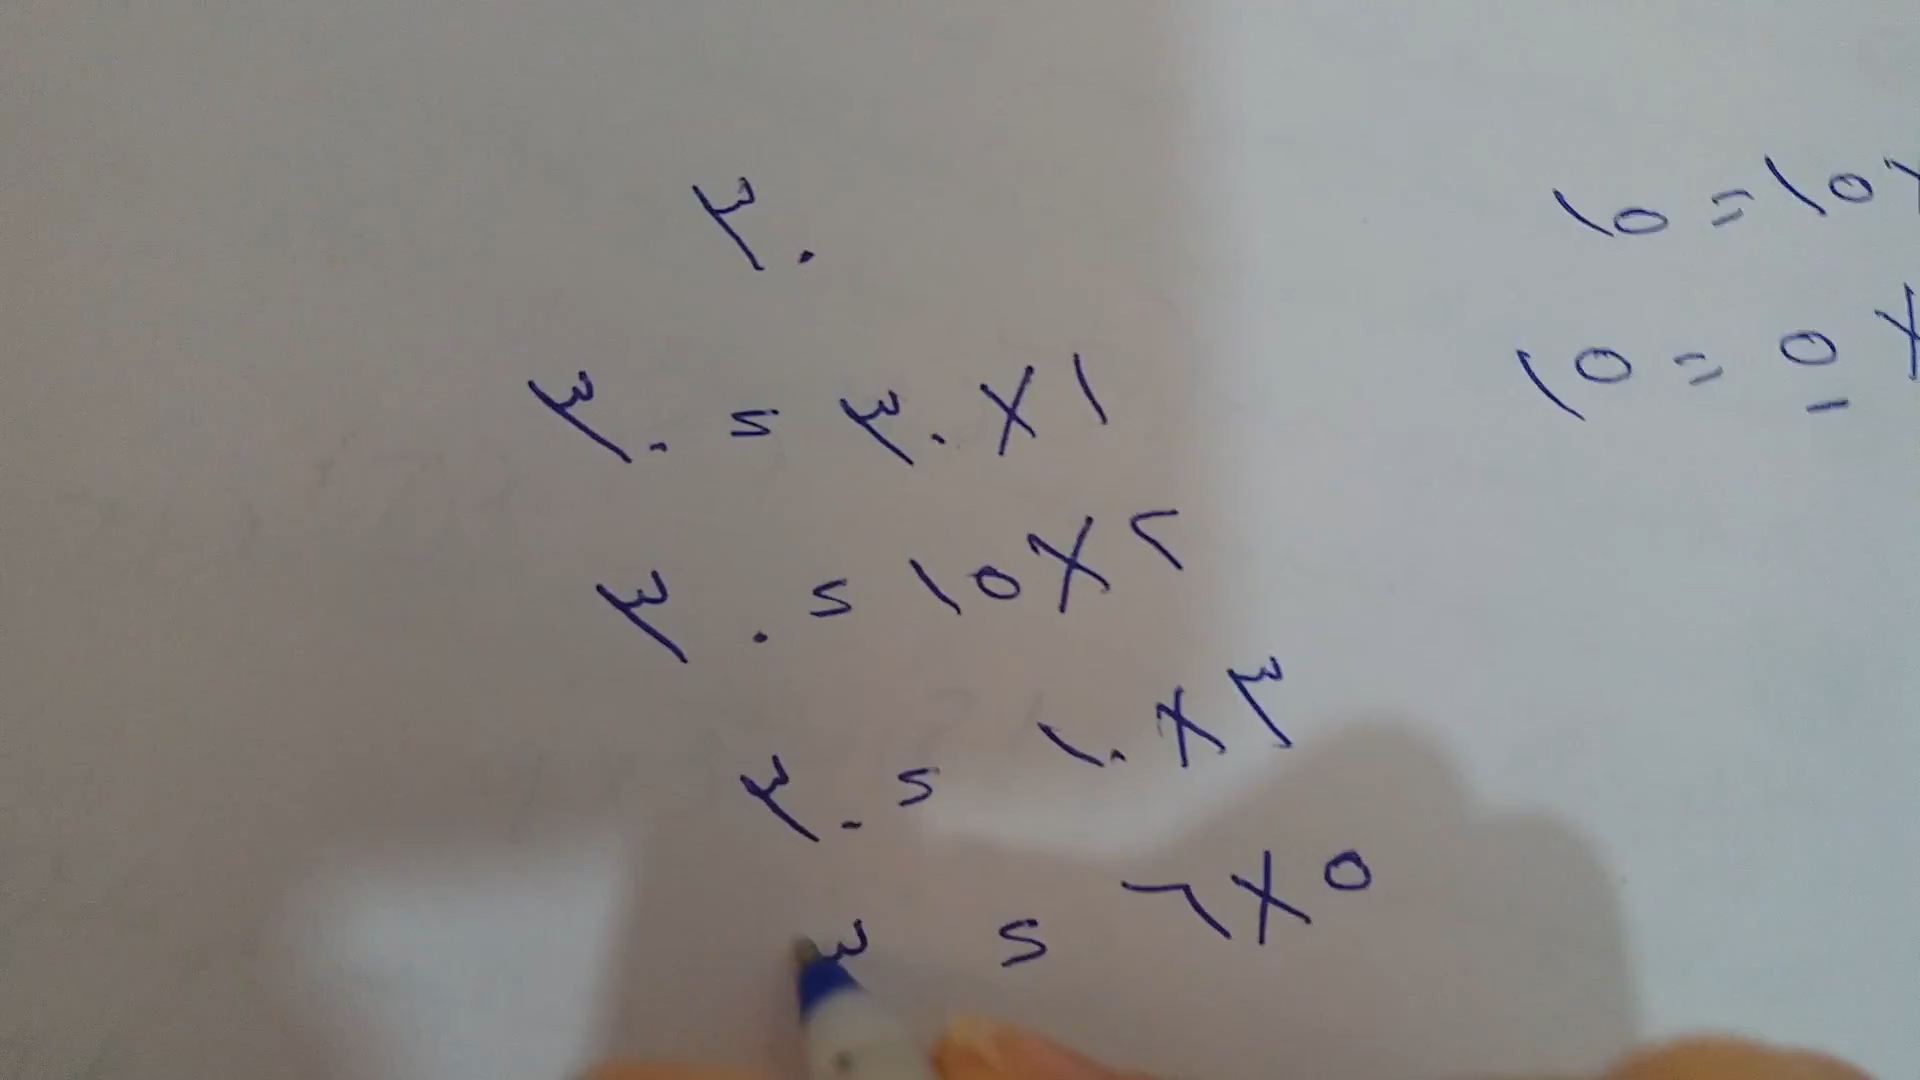 ٣٠
٣٠ = ٣٠ × ١
٣٠ = ١٥ × ٢
٣٠ = ١٠ × ٣
٣ = ٦ × ٥
١٥ = ١٥ ×
١٥ = ٥ ×